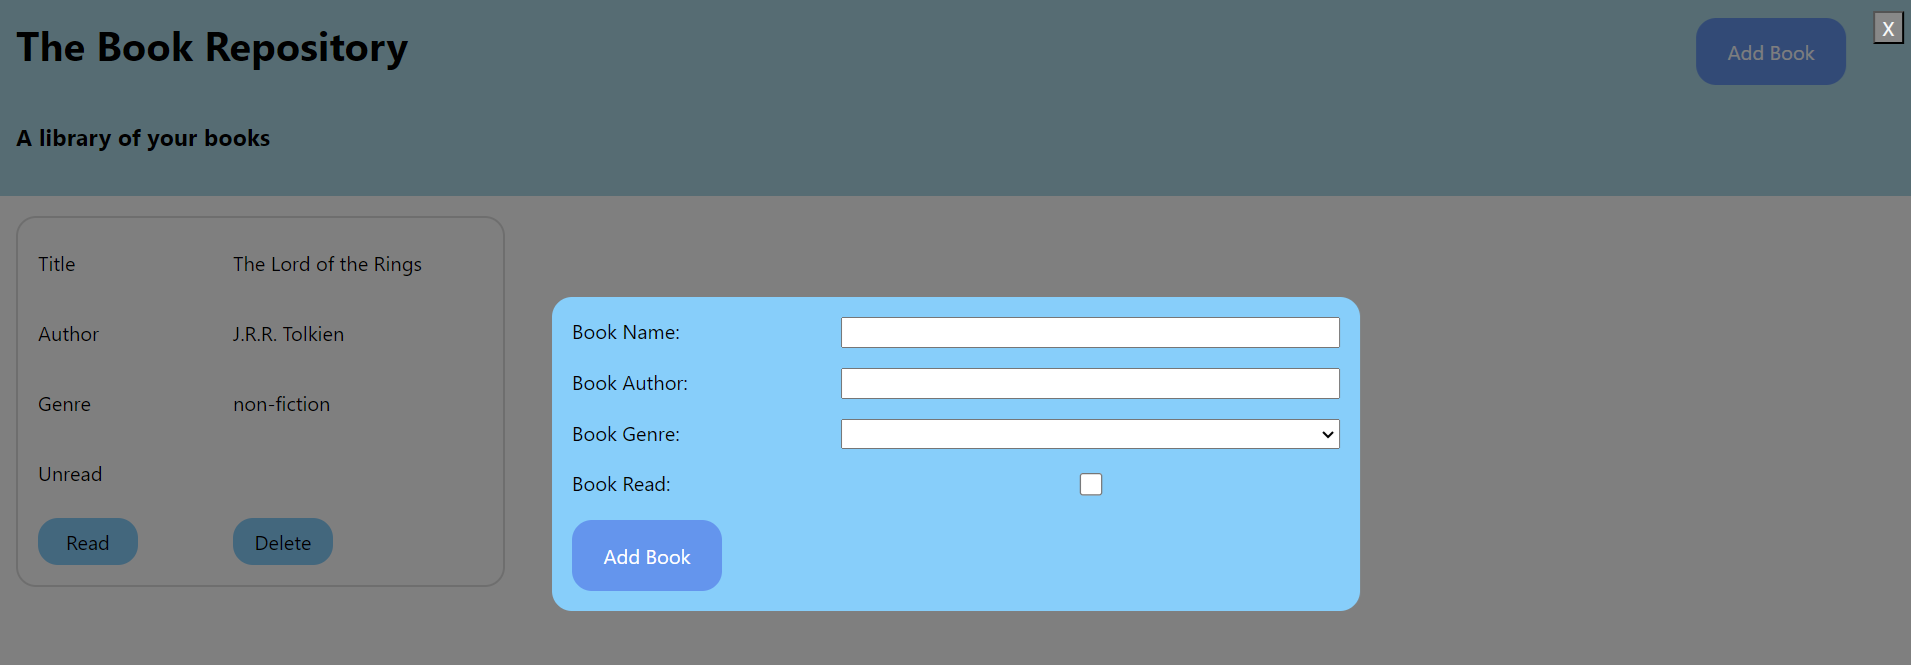 The Book Repository
Add Book
X
A library of your books
Title The Lord of the Rings
Author J.R.R. Tolkien
Genre non-fiction
Unread
Read Delete
Book Name:
Book Author:
Book Genre:
Book Read:
Add Book